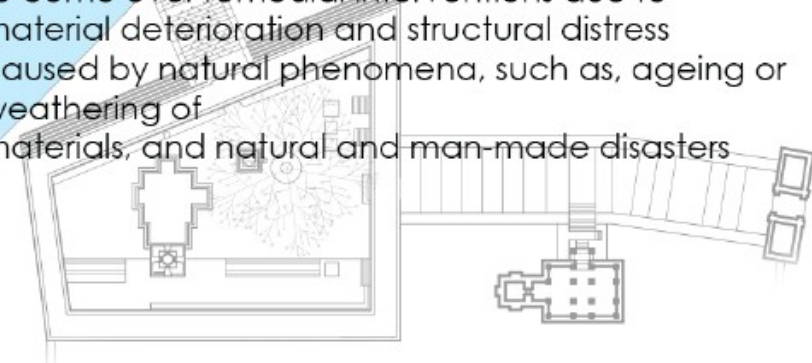 material deterioration and structural distress
caused by natural phenomena, such as, ageing or
weathering of
materials, and natural and man-made disasters